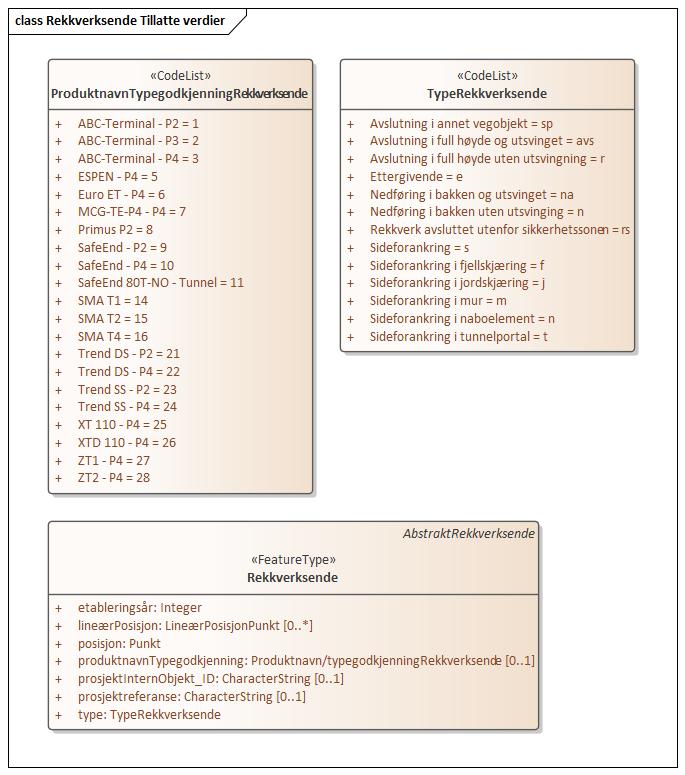 class Rekkverksende Tillatte verdier
«CodeList»
ProduktnavnTypegodkjenningRekkverksende
+ ABC-Terminal - P2 = 1
+ ABC-Terminal - P3 = 2
+ ABC-Terminal - P4 = 3
+ ESPEN - P4 = 5
+ Euro ET - P4 = 6
+ MCG-TE-P4 - P4 = 7
+ Primus P2 = 8
+ SafeEnd - P2 = 9
+ SafeEnd - P4 = 10
+ SafeEnd 80T-NO - Tunnel = 11
+ SMA T1 = 14
+ SMA T2 = 15
+ SMA T4 = 16
+ Trend DS - P2 = 21
+ Trend DS - P4 = 22
+ Trend SS - P2 = 23
+ Trend SS - P4 = 24
+ XT 110 - P4 = 25
+ XTD 110 - P4 = 26
+ ZT1 - P4 = 27
+ ZT2 - P4 = 28
«CodeList»
TypeRekkverksende
+ Avslutning i annet vegobjekt = sp
+ Avslutning i full høyde og utsvinget = avs
+ Avslutning i full høyde uten utsvingning = r
+ Ettergivende = e
+ Nedføring i bakken og utsvinget = na
+ Nedføring i bakken uten utsvinging = n
+ Rekkverk avsluttet utenfor sikkerhetssonen = rs
+ Sideforankring = s
+ Sideforankring i fjellskjæring = f
+ Sideforankring i jordskjæring = j
+ Sideforankring i mur = m
+ Sideforankring i naboelement = n
+ Sideforankring i tunnelportal = t
AbstraktRekkverksende
«FeatureType»
Rekkverksende
+ etableringsår: Integer
+ lineærPosisjon: LineærPosisjonPunkt [0..*]
+ posisjon: Punkt
+ produktnavnTypegodkjenning: Produktnavn/typegodkjenningRekkverksende [0..1]
+ prosjektInternObjekt_ID: CharacterString [0..1]
+ prosjektreferanse: CharacterString [0..1]
+ type: TypeRekkverksende